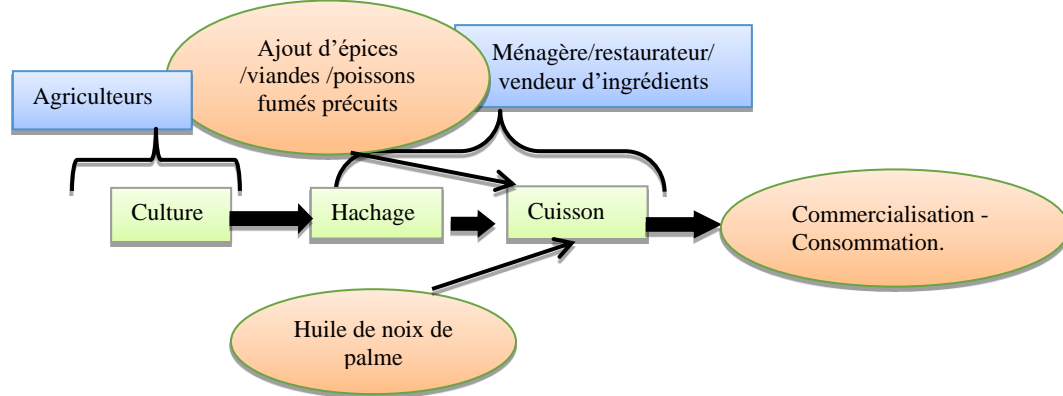 Ajout d'épices
/viandes /poissons
fumés précuits
Ménagère/restaurateur/
vendeur d'ingrédients
Agriculteurs
Culture
Hachage
Cuisson
Commercialisation -
Consommation.
Huile de noix de
palme